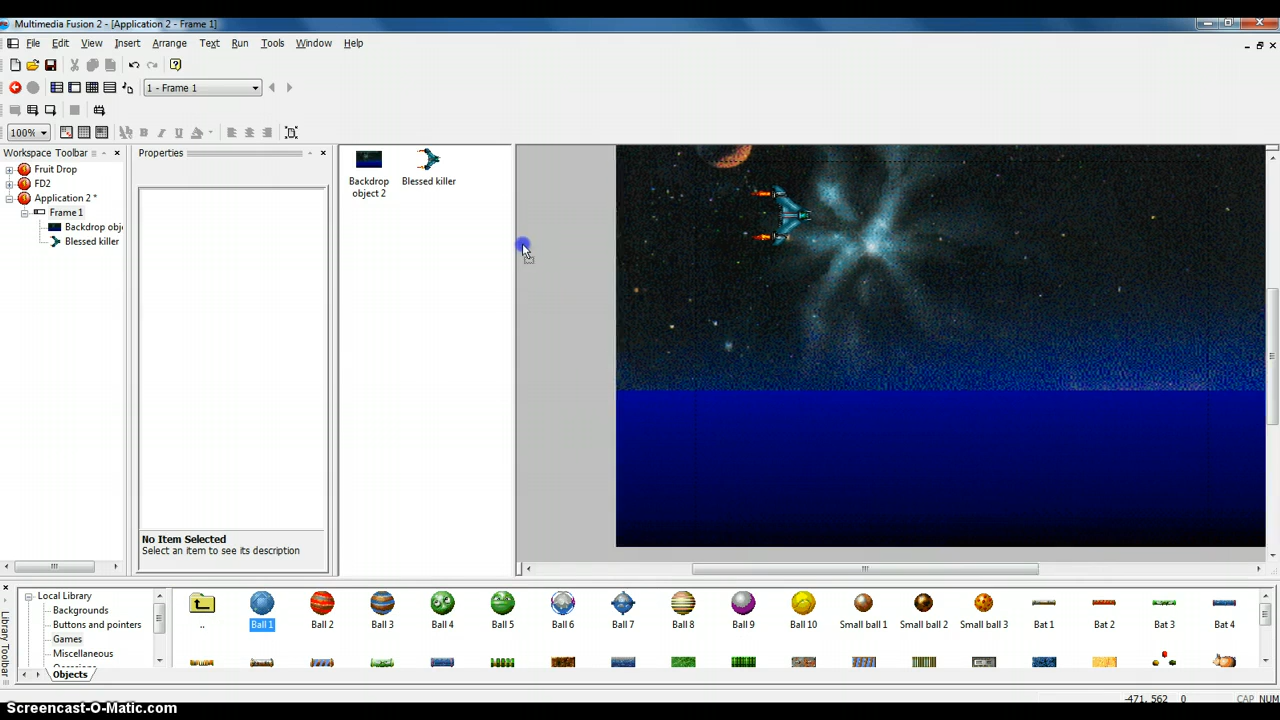 Multimedia Fusion 2 - [Application 2 - Frame 1]
File Edit View Insert Arrange Text Run Tools Window Help
1 - Frame 1
100%
B I U
Workspace Toolbar
Fruit Drop
FD2
Application 2 *
Frame 1
Backdrop obj
Blessed killer
Properties
No Item Selected
Select an item to see its description
Backdrop object 2
Blessed killer
Library Toolbar
Local Library
Backgrounds
Buttons and pointers
Games
Miscellaneous
Objects
.. Ball 1 Ball 2 Ball 3 Ball 4 Ball 5 Ball 6 Ball 7 Ball 8 Ball 9 Ball 10 Small ball 1 Small ball 2 Small ball 3 Bat 1 Bat 2 Bat 3 Bat 4
-471, 562 0 CAP NUM
Screencast-O-Matic.com